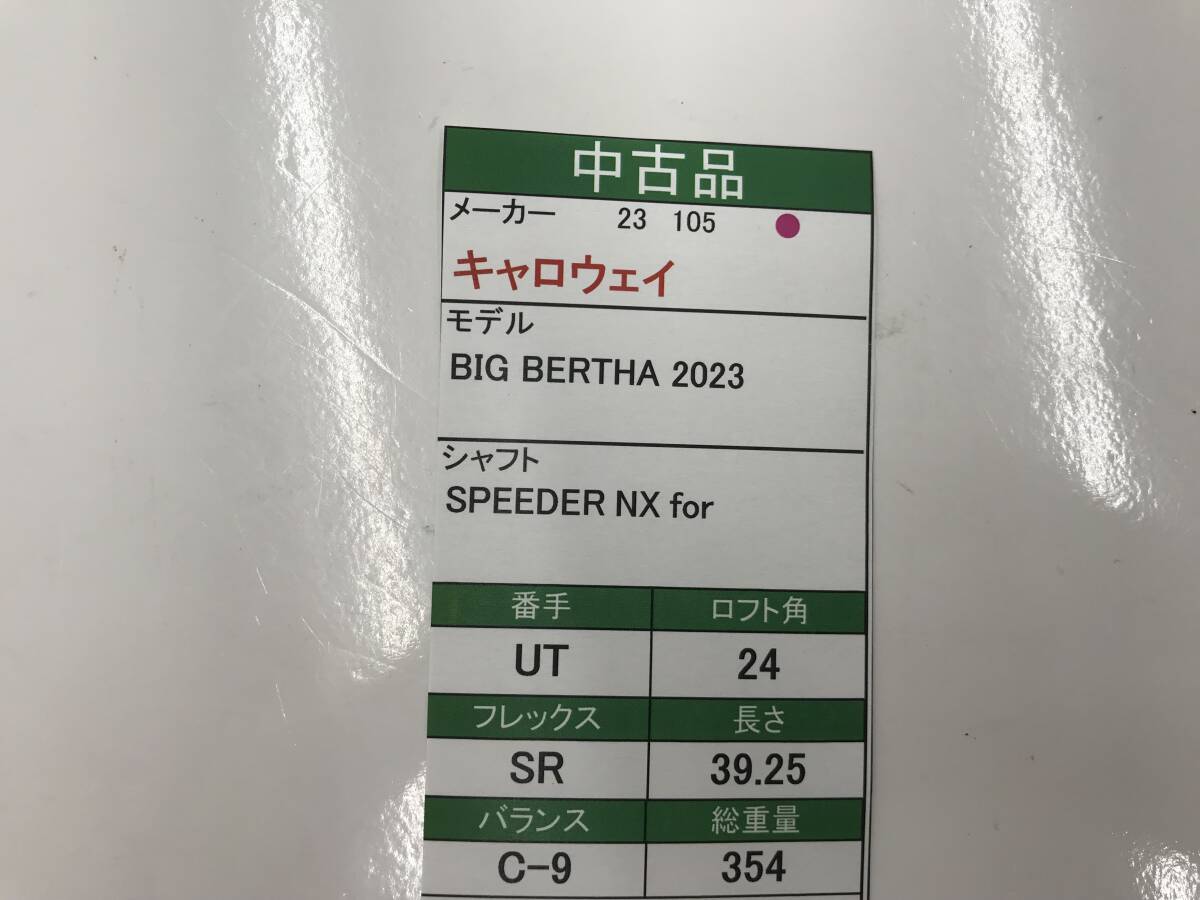 中古品
メーカー 23 105
キャロウェイ
モデル
BIG BERTHA 2023
シャフト
SPEEDER NX for
番手 ロフト角
UT 24
フレックス 長さ
SR 39.25
バランス 総重量
C-9 354